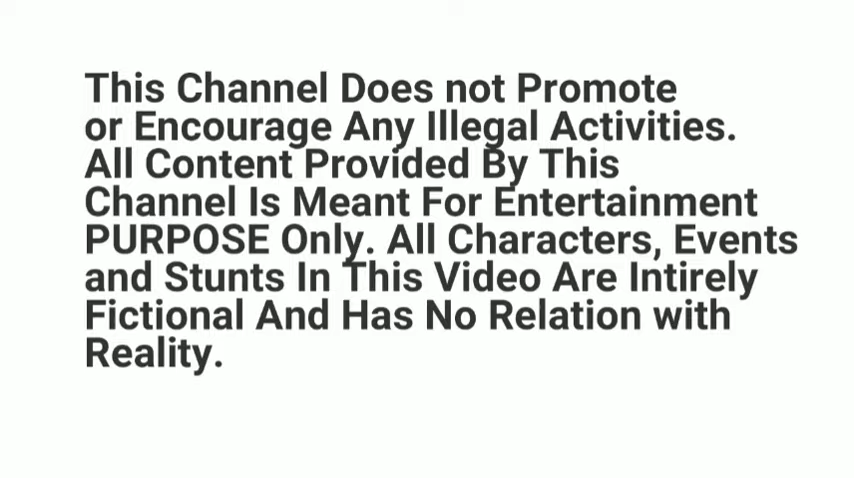 This Channel Does not Promote
or Encourage Any Illegal Activities.
All Content Provided By This
Channel Is Meant For Entertainment
PURPOSE Only. All Characters, Events
and Stunts In This Video Are Intirely
Fictional And Has No Relation with
Reality.